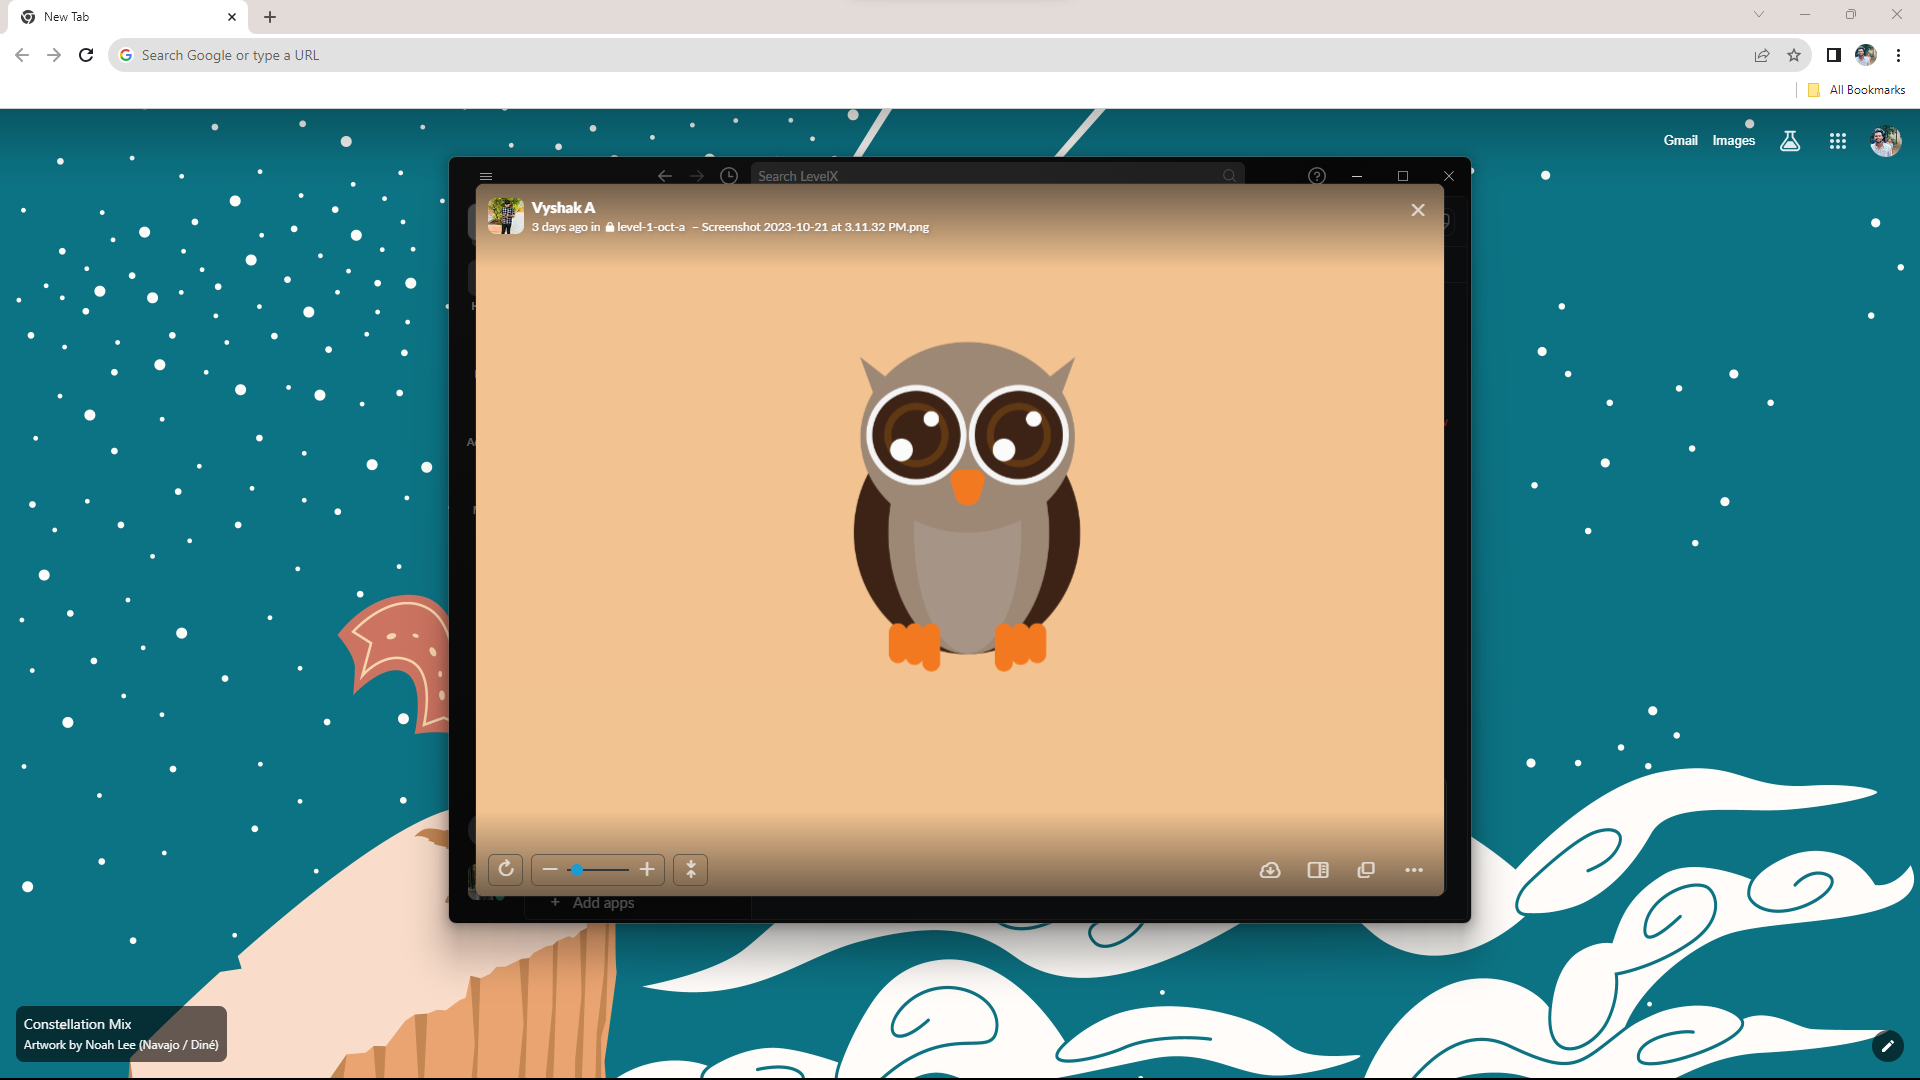 New Tab
Search Google or type a URL
All Bookmarks
Gmail Images
Search LevelX
Vyshak A
3 days ago in level-1-oct-a – Screenshot 2023-10-21 at 3.11.32 PM.png
+ Add apps
Constellation Mix
Artwork by Noah Lee (Navajo / Diné)